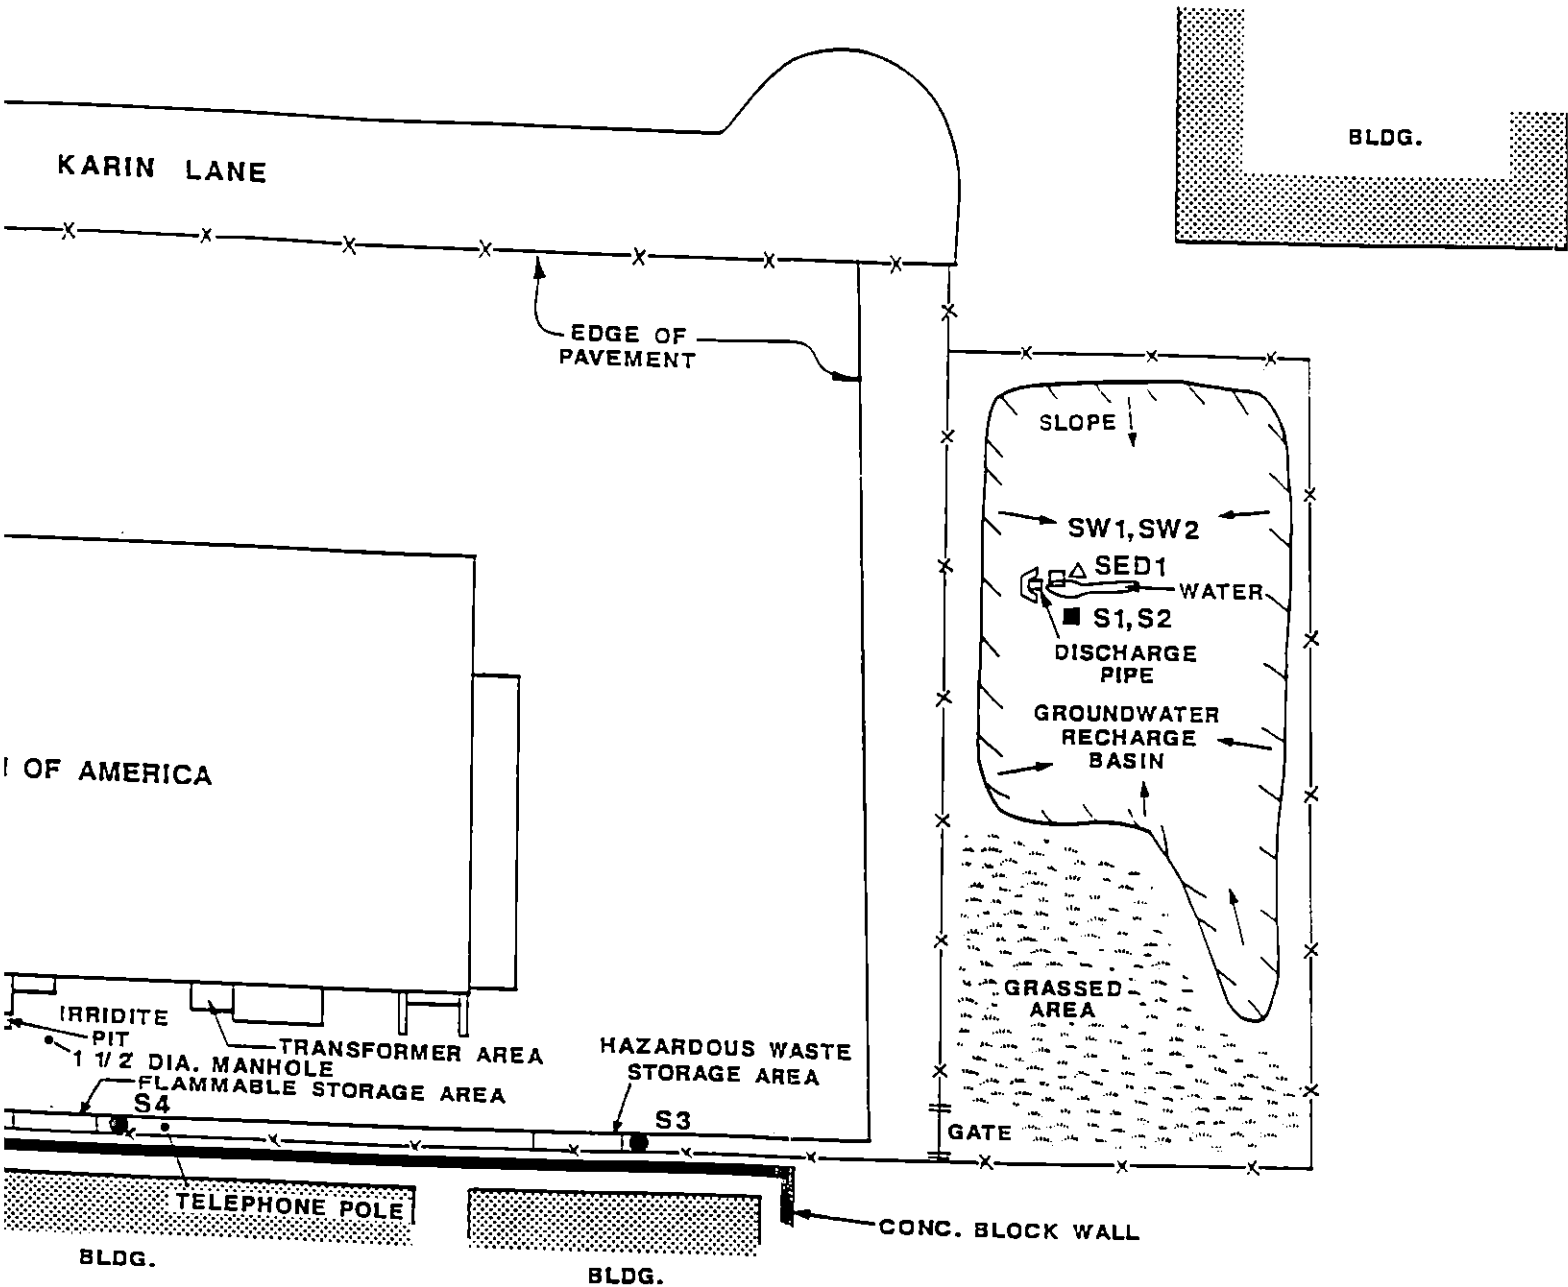 BLDG.
KARIN LANE
EDGE OF
PAVEMENT
SLOPE
SW1, SW2
SED1
WATER
S1, S2
DISCHARGE
PIPE
GROUNDWATER
RECHARGE
BASIN
OF AMERICA
GRASSED
AREA
IRRIDITE
PIT
1 1/2' DIA. MANHOLE
TRANSFORMER AREA
FLAMMABLE STORAGE AREA
HAZARDOUS WASTE
STORAGE AREA
S4
S3
GATE
TELEPHONE POLE
CONC. BLOCK WALL
BLDG.
BLDG.